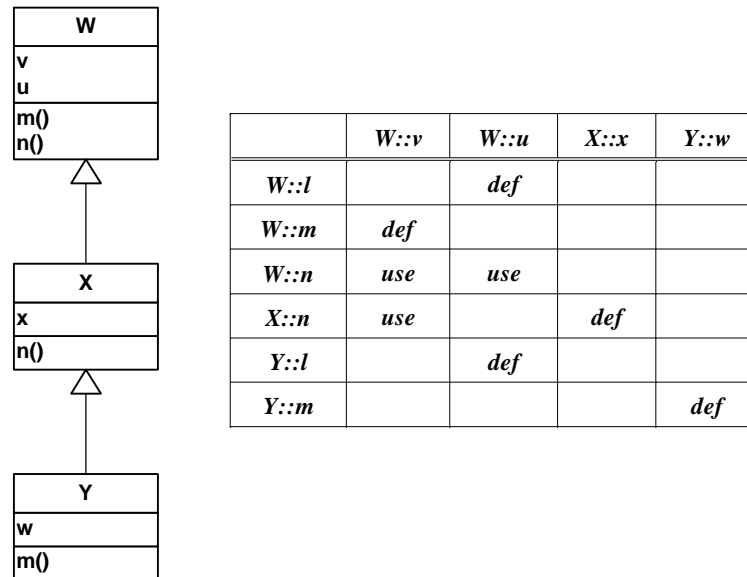 W
v
u
m()
n()
X
x
n()
Y
w
m()
W::v W::u X::x Y::w
W::l def
W::m def
W::n use use
X::n use def
Y::l def
Y::m def